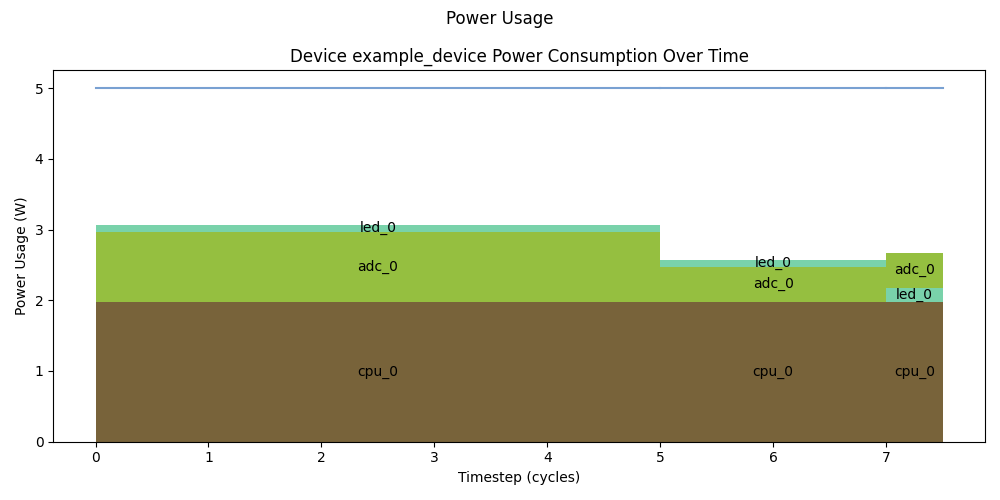 Power Usage
Device example_device Power Consumption Over Time
Power Usage (W)
5
4
3
2
1
0
led_0
adc_0
cpu_0
led_0
adc_0
cpu_0
adc_0
led_0
cpu_0
0 1 2 3 4 5 6 7
Timestep (cycles)